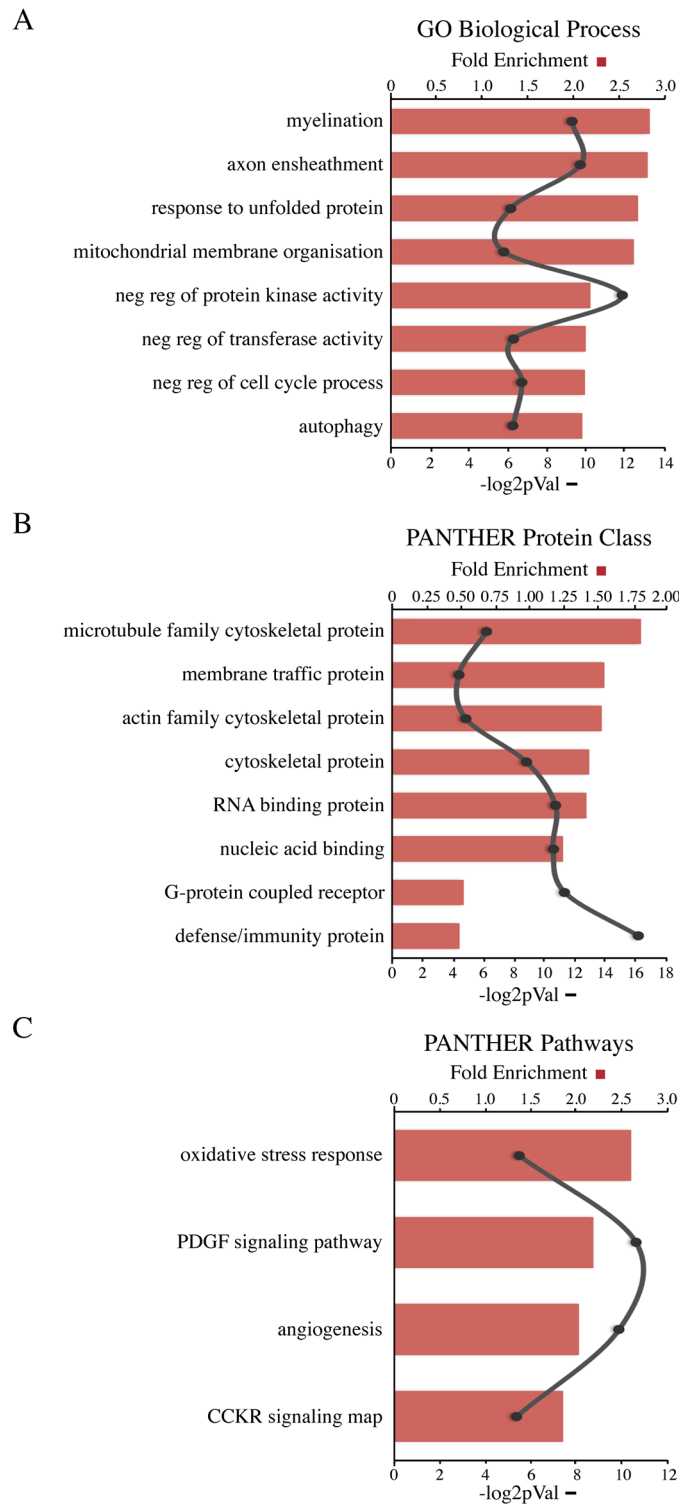 A
GO Biological Process
Fold Enrichment
0 0.5 1.0 1.5 2.0 2.5 3.0
myelination
axon ensheathment
response to unfolded protein
mitochondrial membrane organisation
neg reg of protein kinase activity
neg reg of transferase activity
neg reg of cell cycle process
autophagy
0 2 4 6 8 10 12 14
-log2pVal
B
PANTHER Protein Class
Fold Enrichment
0 0.25 0.50 0.75 1.00 1.25 1.50 1.75 2.00
microtubule family cytoskeletal protein
membrane traffic protein
actin family cytoskeletal protein
cytoskeletal protein
RNA binding protein
nucleic acid binding
G-protein coupled receptor
defense/immunity protein
0 2 4 6 8 10 12 14 16 18
-log2pVal
C
PANTHER Pathways
Fold Enrichment
0 0.5 1.0 1.5 2.0 2.5 3.0
oxidative stress response
PDGF signaling pathway
angiogenesis
CCKR signaling map
0 2 4 6 8 10 12
-log2pVal